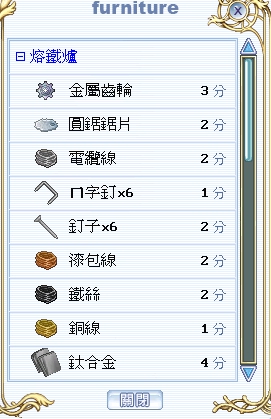 furniture
熔鐵爐
金屬齒輪 3 分
圓鋸鋸片 2 分
電纜線 2 分
ㄇ字釘x6 1 分
釘子x6 2 分
漆包線 2 分
鐵絲 2 分
銅線 1 分
鈦合金 4 分
關閉